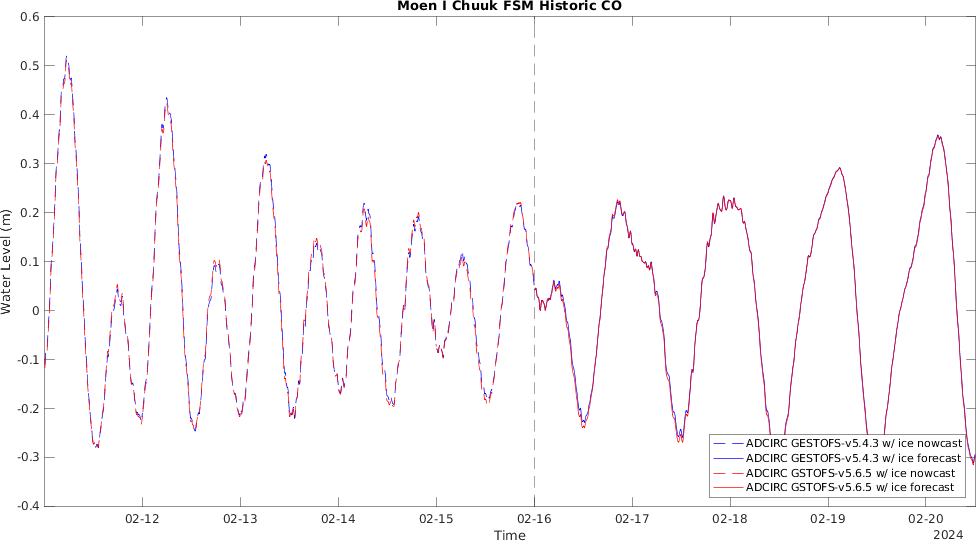 Moen I Chuuk FSM Historic CO
0.6
0.5
0.4
0.3
0.2
0.1
0
-0.1
-0.2
-0.3
-0.4
Water Level (m)
ADCIRC GESTOFS-v5.4.3 w/ ice nowcast
ADCIRC GESTOFS-v5.4.3 w/ ice forecast
ADCIRC GSTOFS-v5.6.5 w/ ice nowcast
ADCIRC GSTOFS-v5.6.5 w/ ice forecast
02-12 02-13 02-14 02-15 02-16 02-17 02-18 02-19 02-20
Time
2024